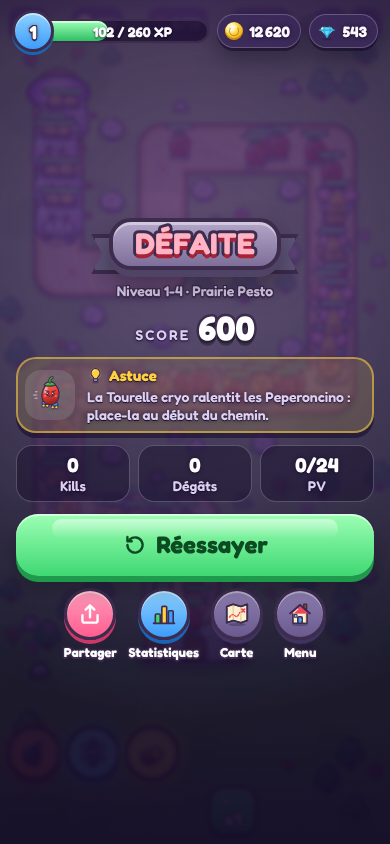 1
102 / 260 XP
12 620
543
DÉFAITE
Niveau 1-4 · Prairie Pesto
SCORE 600
Astuce
La Tourelle cryo ralentit les Peperoncino :
place-la au début du chemin.
0
0
0/24
Kills
Dégâts
PV
Réessayer
Partager
Statistiques
Carte
Menu